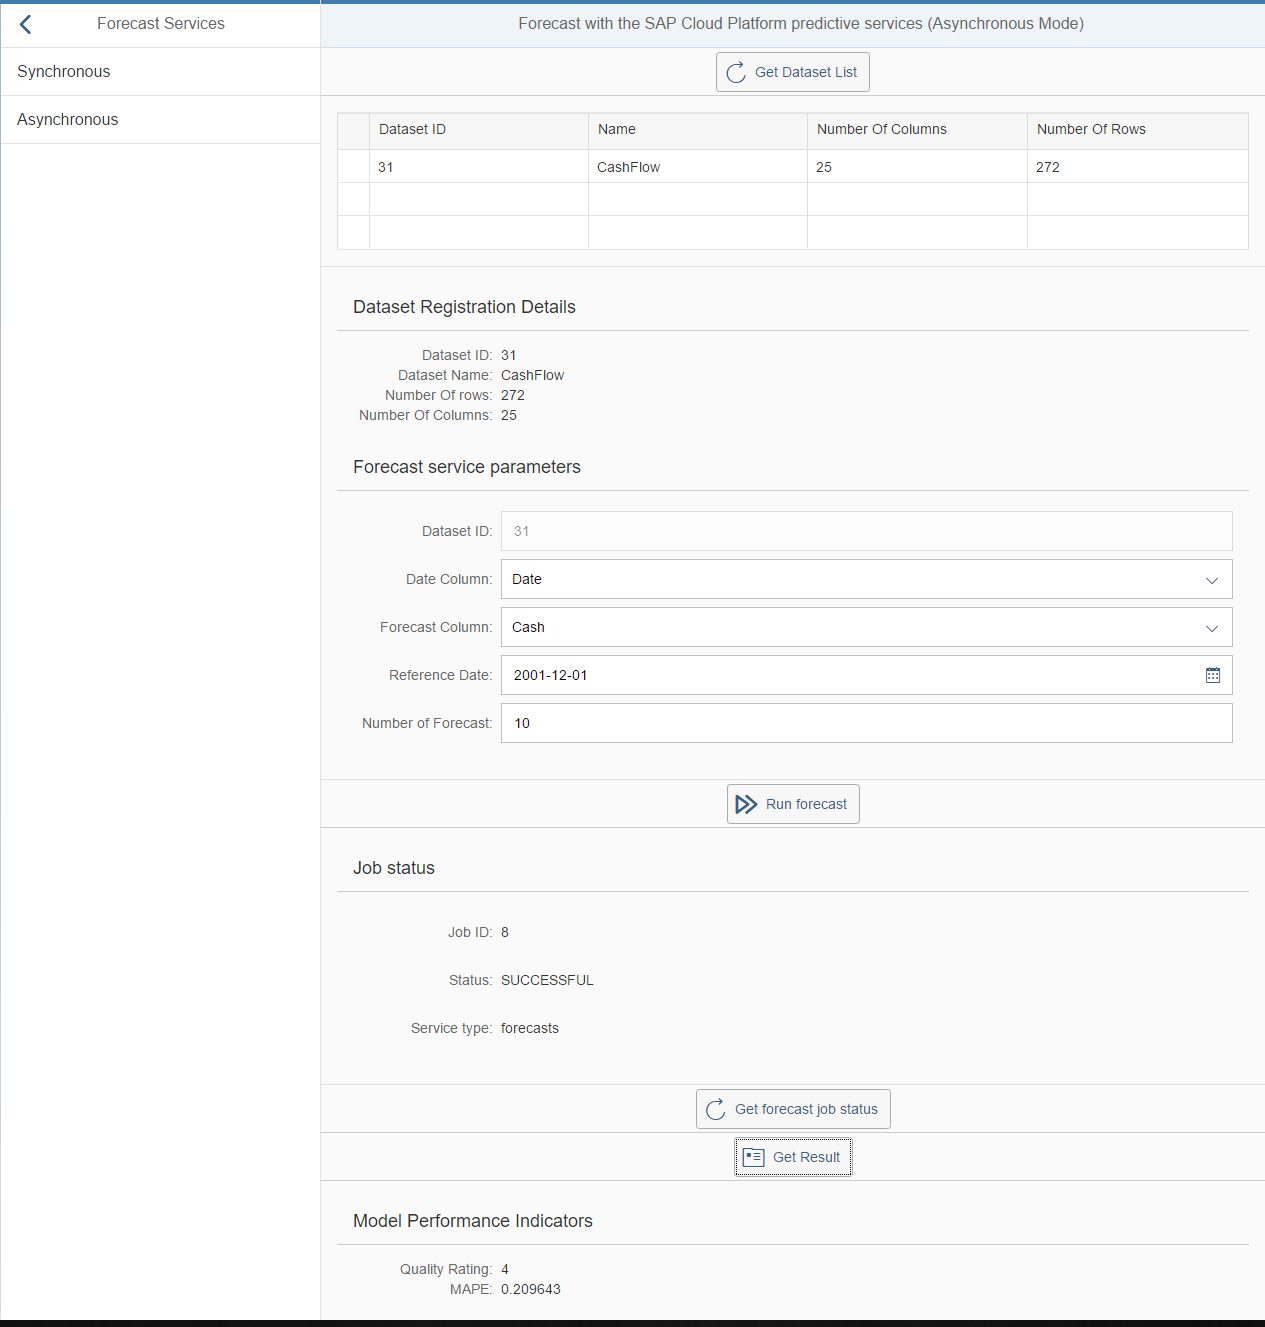 Forecast Services
Forecast with the SAP Cloud Platform predictive services (Asynchronous Mode)
Synchronous
Asynchronous
Get Dataset List
Dataset ID Name Number Of Columns Number Of Rows
31 CashFlow 25 272
Dataset Registration Details
Dataset ID: 31
Dataset Name: CashFlow
Number Of rows: 272
Number Of Columns: 25
Forecast service parameters
Dataset ID: 31
Date Column: Date
Forecast Column: Cash
Reference Date: 2001-12-01
Number of Forecast: 10
Run forecast
Job status
Job ID: 8
Status: SUCCESSFUL
Service type: forecasts
Get forecast job status
Get Result
Model Performance Indicators
Quality Rating: 4
MAPE: 0.209643